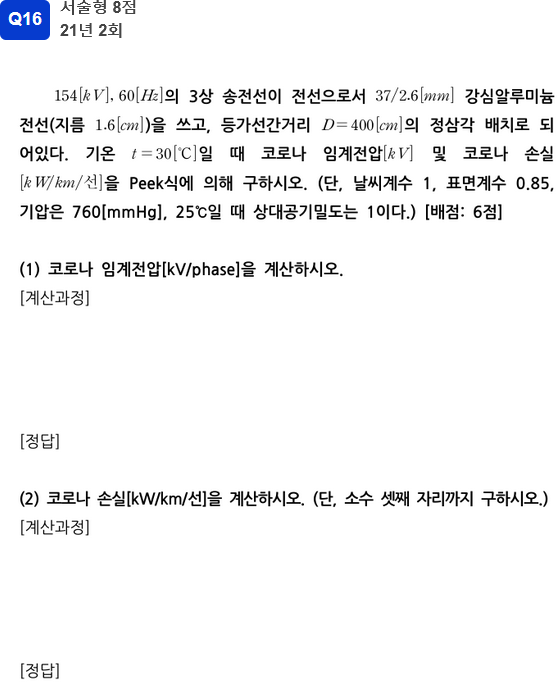 Q16
서술형 8점
21년 2회
154[kV], 60[Hz]의 3상 송전선이 전선으로서 37/2.6[mm] 강심알루미늄
전선(지름 1.6[cm])을 쓰고, 등가선간거리 D=400[cm]의 정삼각 배치로 되
어있다. 기온 t=30[℃]일 때 코로나 임계전압[kV] 및 코로나 손실
[kW/km/선]을 Peek식에 의해 구하시오. (단, 날씨계수 1, 표면계수 0.85,
기압은 760[mmHg], 25℃일 때 상대공기밀도는 1이다.) [배점: 6점]
(1) 코로나 임계전압[kV/phase]을 계산하시오.
[계산과정]
[정답]
(2) 코로나 손실[kW/km/선]을 계산하시오. (단, 소수 셋째 자리까지 구하시오.)
[계산과정]
[정답]